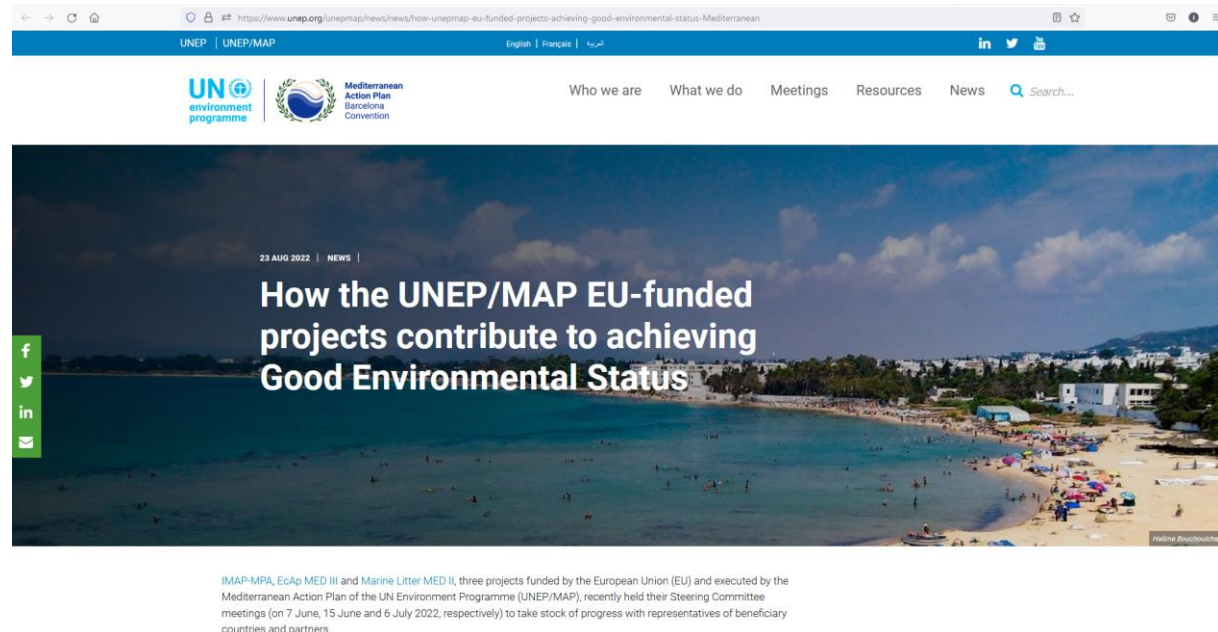 https://www.unep.org/unepmap/news/news/how-unepmap-eu-funded-projects-achieving-good-environmental-status-Mediterranean
UNEP | UNEP/MAP English | Français | العربية
UN
environment
programme
Mediterranean
Action Plan
Barcelona
Convention
Who we are What we do Meetings Resources News Search...
23 AUG 2022 | NEWS |
How the UNEP/MAP EU-funded
projects contribute to achieving
Good Environmental Status
IMAP-MPA, EcAp MED III and Marine Litter MED II, three projects funded by the European Union (EU) and executed by the
Mediterranean Action Plan of the UN Environment Programme (UNEP/MAP), recently held their Steering Committee
meetings (on 7 June, 15 June and 6 July 2022, respectively) to take stock of progress with representatives of beneficiary
countries and partners.